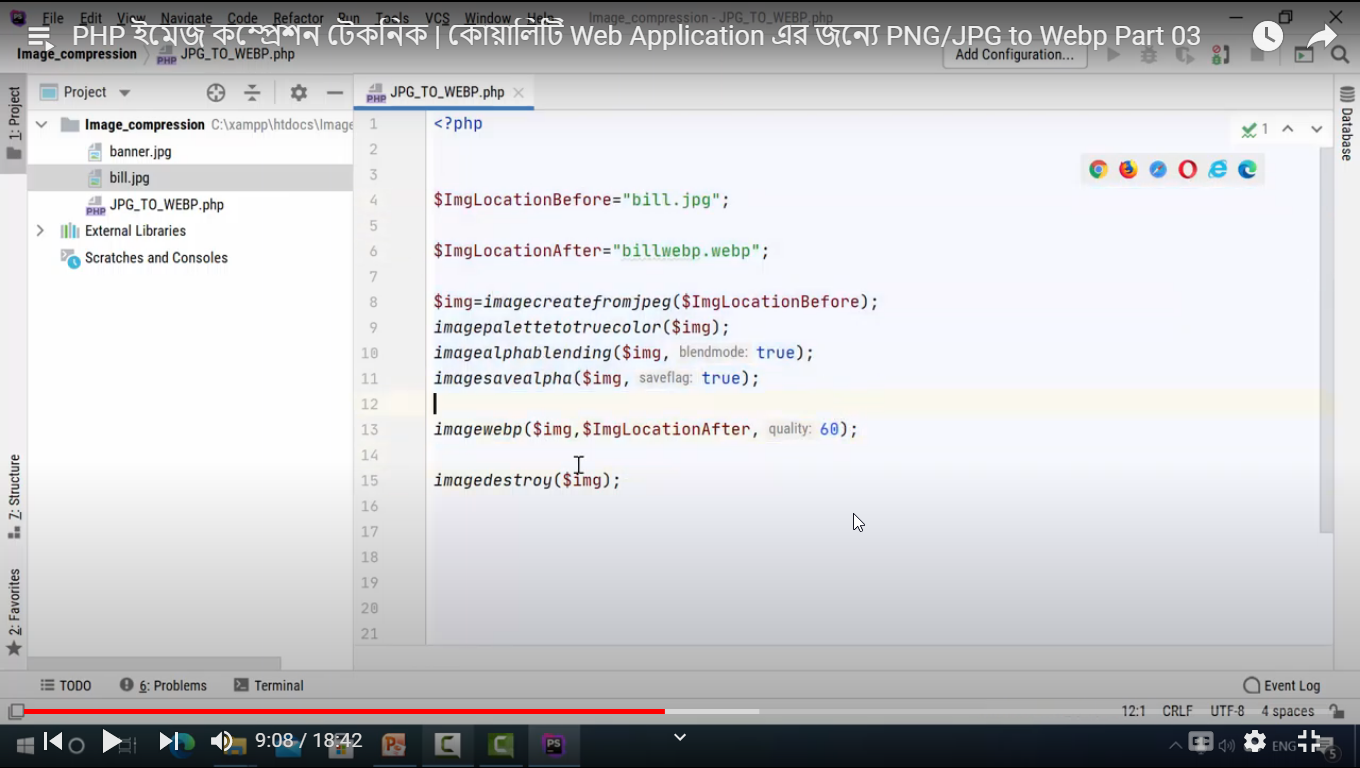 File Edit View Navigate Code Refactor Run Tools VCS Window Help Image_compression - JPG_TO_WEBP.php
PHP ইমেজ কম্প্রেশন টেকনিক | কোয়ালিটি Web Application এর জন্যে PNG/JPG to Webp Part 03
Image_compression JPG_TO_WEBP.php Add Configuration...
1: Project
Project
JPG_TO_WEBP.php
Image_compression C:\xampp\htdocs\Image
banner.jpg
bill.jpg
JPG_TO_WEBP.php
External Libraries
Scratches and Consoles
1 <?php
2
3
4 $ImgLocationBefore="bill.jpg";
5
6 $ImgLocationAfter="billwebp.webp";
7
8 $img=imagecreatefromjpeg($ImgLocationBefore);
9 imagepalettetotruecolor($img);
10 imagealphablending($img, blendmode: true);
11 imagesavealpha($img, saveflag: true);
12
13 imagewebp($img,$ImgLocationAfter, quality: 60);
14
15 imagedestroy($img);
16
17
18
19
20
21
1
Database
7: Structure
2: Favorites
TODO 6: Problems Terminal Event Log
12:1 CRLF UTF-8 4 spaces
9:08 / 18:42
ENG
5